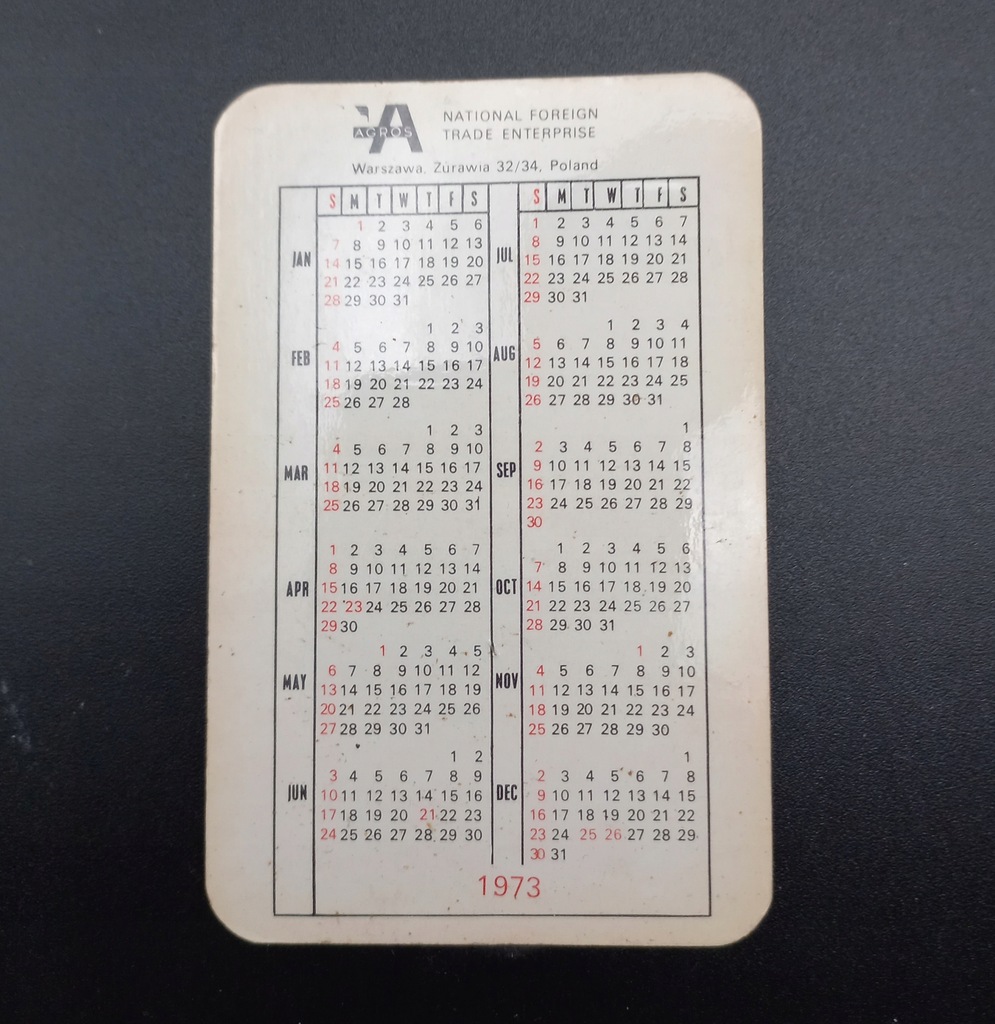 AGROS
NATIONAL FOREIGN
TRADE ENTERPRISE
Warszawa, Żurawia 32/34, Poland
S M T W T F S
JAN
1 2 3 4 5 6
7 8 9 10 11 12 13
14 15 16 17 18 19 20
21 22 23 24 25 26 27
28 29 30 31
FEB
1 2 3
4 5 6 7 8 9 10
11 12 13 14 15 16 17
18 19 20 21 22 23 24
25 26 27 28
MAR
1 2 3
4 5 6 7 8 9 10
11 12 13 14 15 16 17
18 19 20 21 22 23 24
25 26 27 28 29 30 31
APR
1 2 3 4 5 6 7
8 9 10 11 12 13 14
15 16 17 18 19 20 21
22 23 24 25 26 27 28
29 30
MAY
1 2 3 4 5
6 7 8 9 10 11 12
13 14 15 16 17 18 19
20 21 22 23 24 25 26
27 28 29 30 31
JUN
1 2
3 4 5 6 7 8 9
10 11 12 13 14 15 16
17 18 19 20 21 22 23
24 25 26 27 28 29 30
S M T W T F S
JUL
1 2 3 4 5 6 7
8 9 10 11 12 13 14
15 16 17 18 19 20 21
22 23 24 25 26 27 28
29 30 31
AUG
1 2 3 4
5 6 7 8 9 10 11
12 13 14 15 16 17 18
19 20 21 22 23 24 25
26 27 28 29 30 31
SEP
1
2 3 4 5 6 7 8
9 10 11 12 13 14 15
16 17 18 19 20 21 22
23 24 25 26 27 28 29
30
OCT
1 2 3 4 5 6
7 8 9 10 11 12 13
14 15 16 17 18 19 20
21 22 23 24 25 26 27
28 29 30 31
NOV
1 2 3
4 5 6 7 8 9 10
11 12 13 14 15 16 17
18 19 20 21 22 23 24
25 26 27 28 29 30
DEC
1
2 3 4 5 6 7 8
9 10 11 12 13 14 15
16 17 18 19 20 21 22
23 24 25 26 27 28 29
30 31
1973